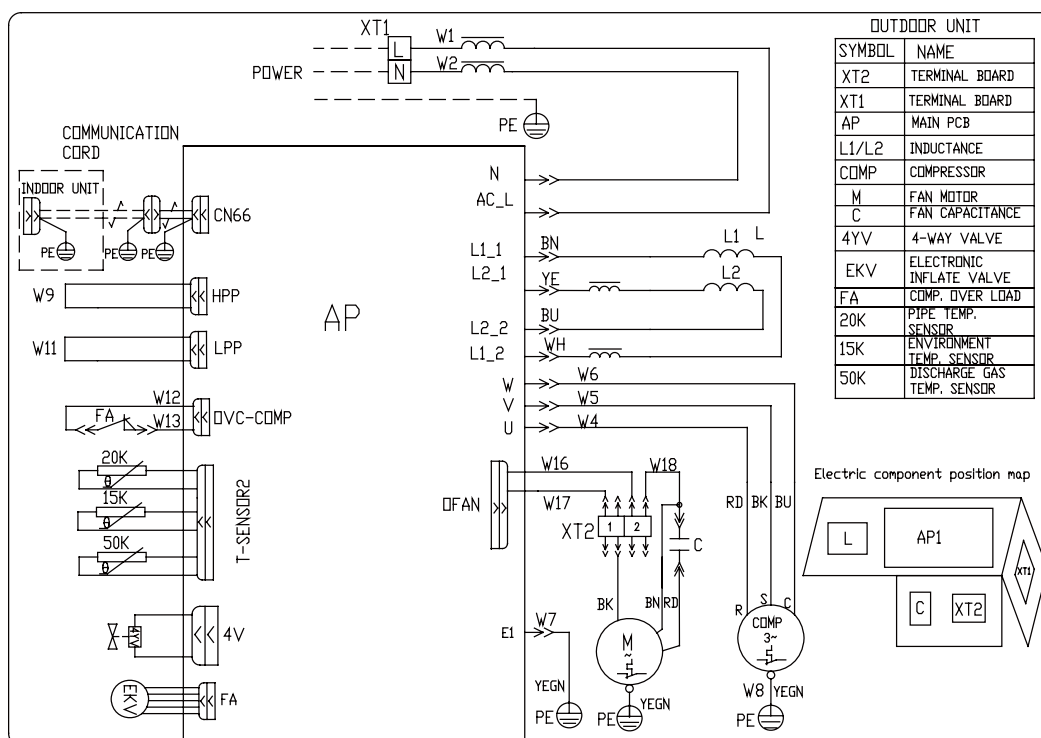 XT1
L
W1
POWER
N
W2
PE
COMMUNICATION
CORD
INDOOR UNIT
PE
PE
PE
CN66
W9
HPP
W11
LPP
W12
FA
W13
OVC-COMP
20K
θ
15K
θ
50K
θ
T-SENSOR2
4YV
4V
EKV
FA
AP
N
AC_L
L1_1
BN
L1
L
L2_1
YE
L2
L2_2
BU
L1_2
WH
W
W6
V
W5
U
W4
OFAN
W16
W18
W17
XT2
1
2
C
BK
BN
RD
M
~
YEGN
PE
E1
W7
YEGN
PE
RD
BK
BU
R
S
C
COMP
3~
W8
YEGN
PE
OUTDOOR UNIT
SYMBOL NAME
XT2 TERMINAL BOARD
XT1 TERMINAL BOARD
AP MAIN PCB
L1/L2 INDUCTANCE
COMP COMPRESSOR
M FAN MOTOR
C FAN CAPACITANCE
4YV 4-WAY VALVE
EKV ELECTRONIC
INFLATE VALVE
FA COMP. OVER LOAD
20K PIPE TEMP.
SENSOR
15K ENVIRONMENT
TEMP. SENSOR
50K DISCHARGE GAS
TEMP. SENSOR
Electric component position map
L
AP1
XT1
C
XT2